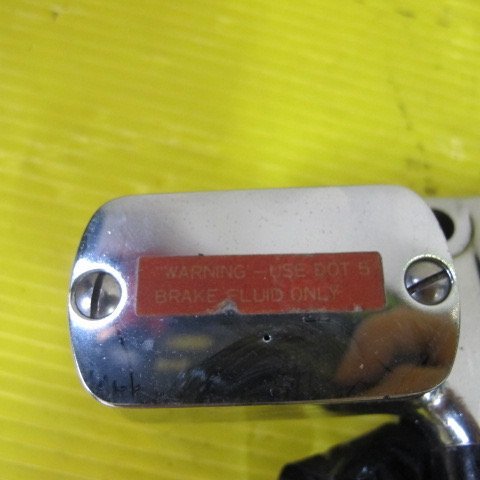 WARNING - USE DOT 5
BRAKE FLUID ONLY